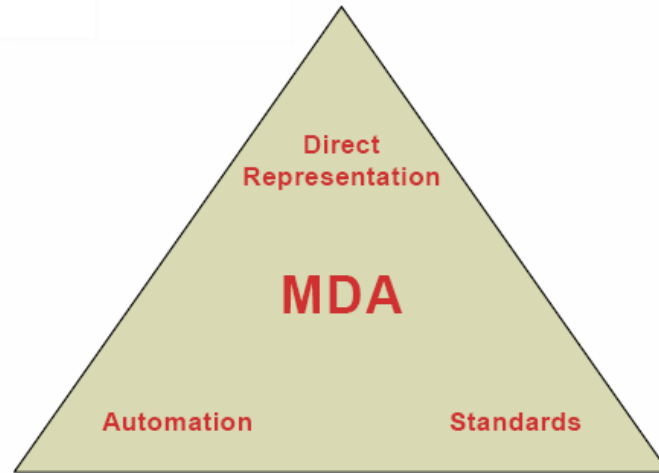 Direct
Representation
MDA
Automation
Standards